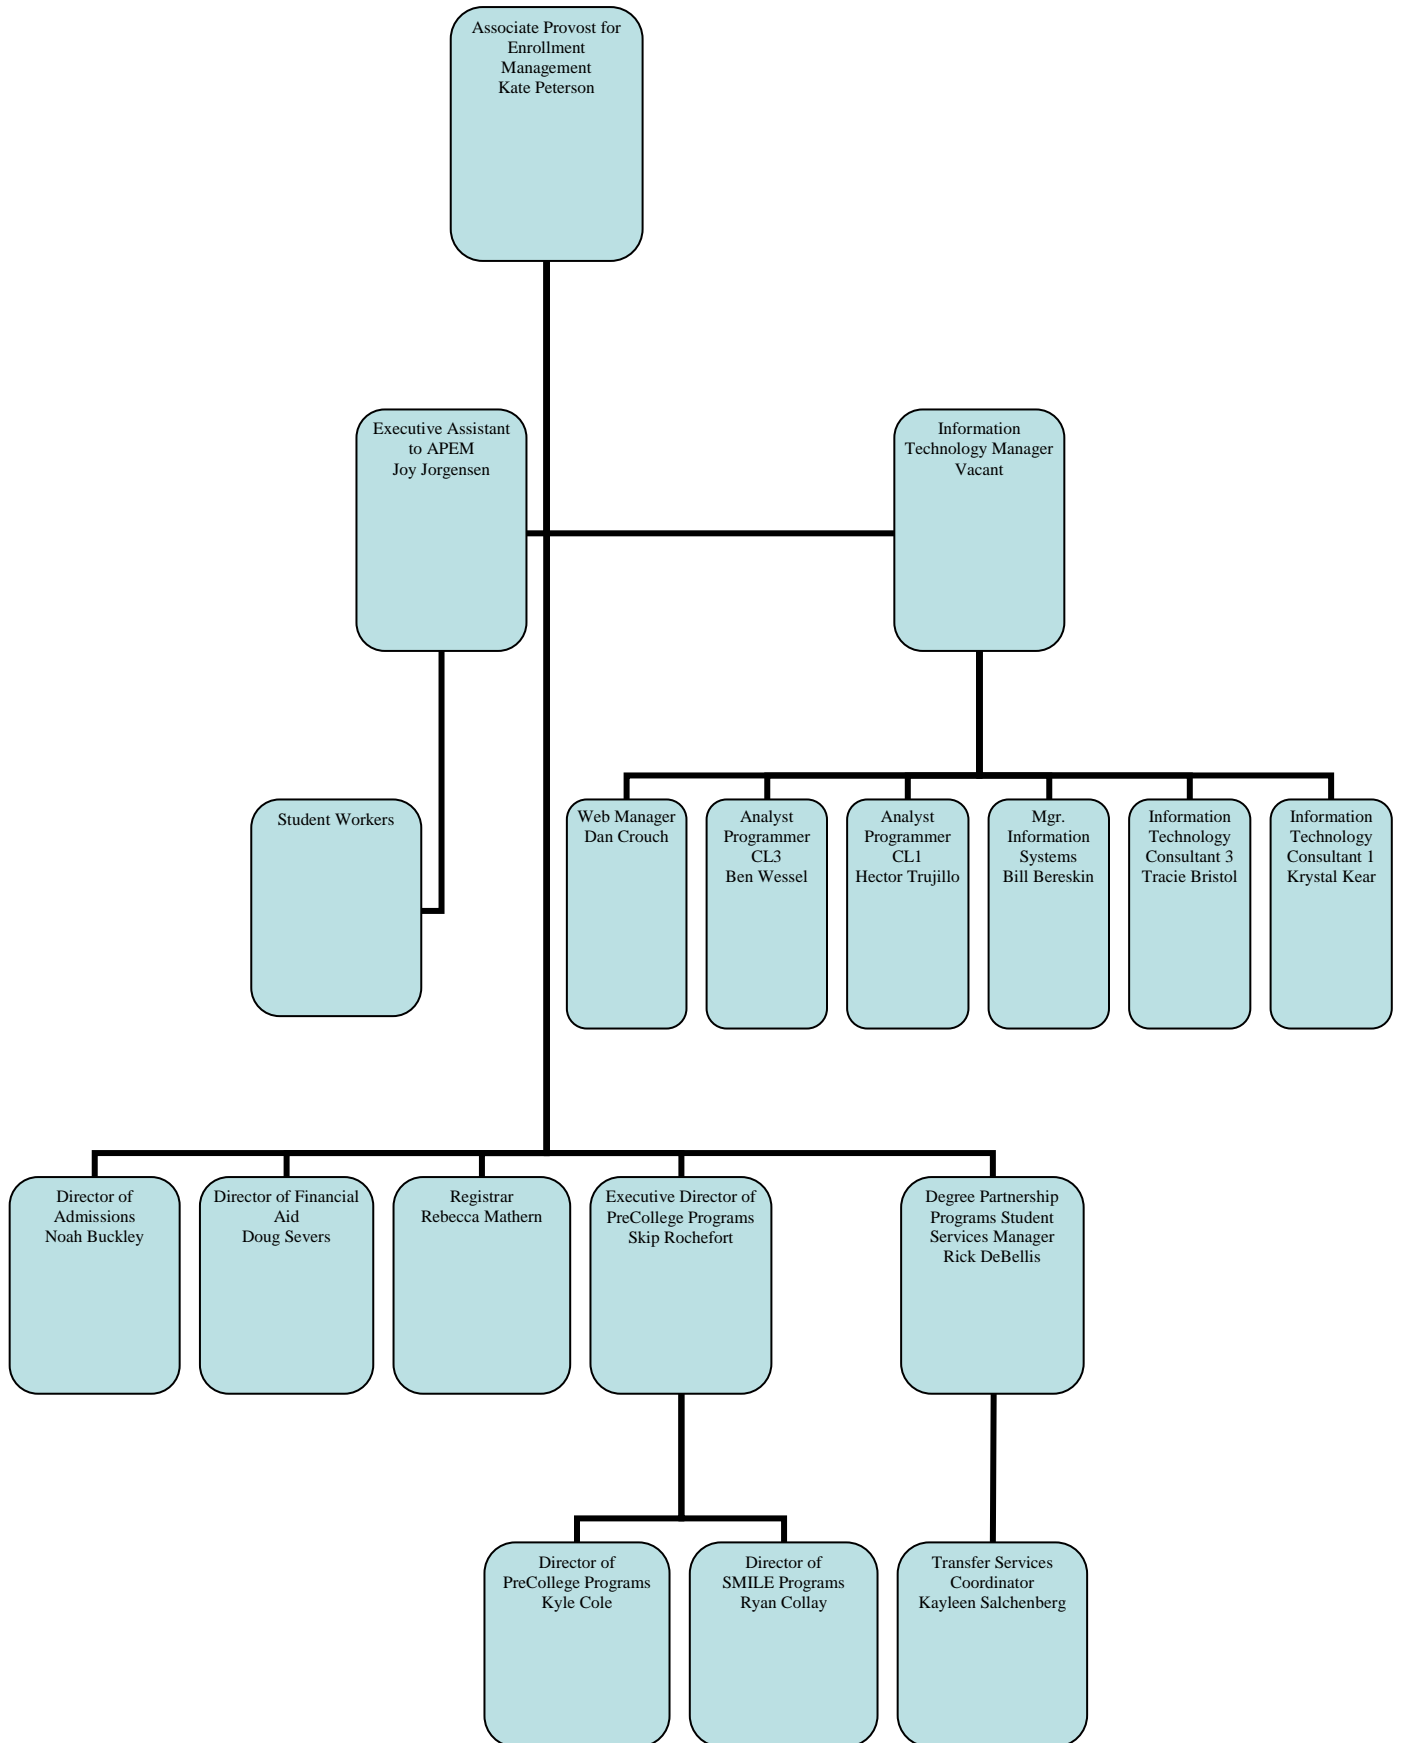 Associate Provost for
Enrollment
Management
Kate Peterson
Executive Assistant
to APEM
Joy Jorgensen
Information
Technology Manager
Vacant
Student Workers
Web Manager
Dan Crouch
Analyst
Programmer
CL3
Ben Wessel
Analyst
Programmer
CL1
Hector Trujillo
Mgr.
Information
Systems
Bill Bereskin
Information
Technology
Consultant 3
Tracie Bristol
Information
Technology
Consultant 1
Krystal Kear
Director of
Admissions
Noah Buckley
Director of Financial
Aid
Doug Severs
Registrar
Rebecca Mathern
Executive Director of
PreCollege Programs
Skip Rochefort
Degree Partnership
Programs Student
Services Manager
Rick DeBellis
Director of
PreCollege Programs
Kyle Cole
Director of
SMILE Programs
Ryan Collay
Transfer Services
Coordinator
Kayleen Salchenberg